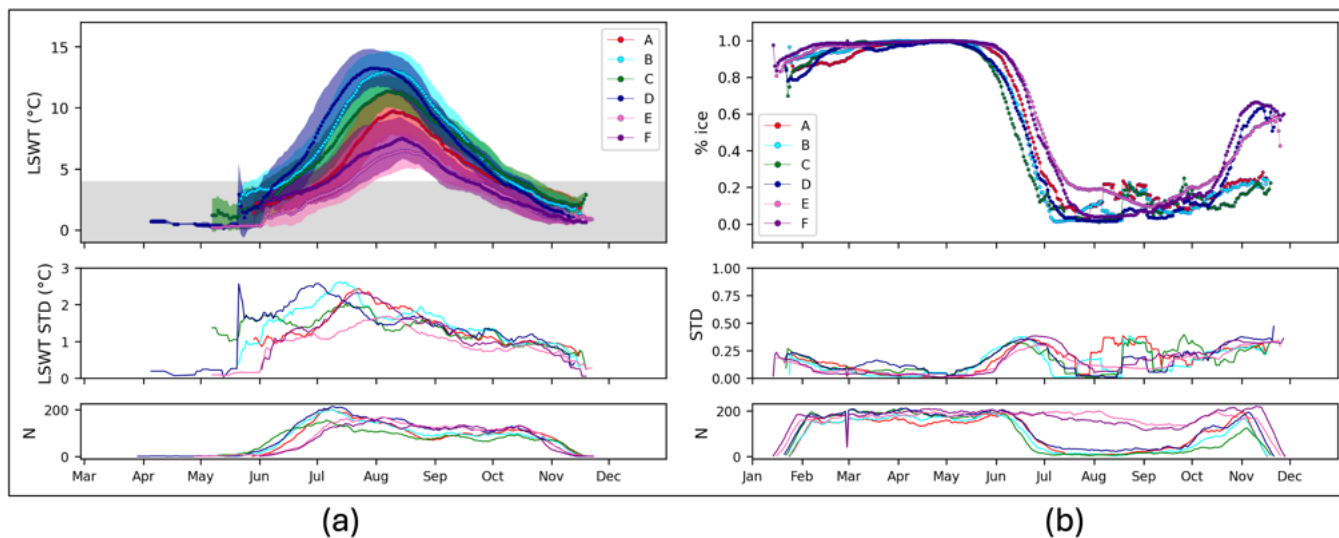 15
10
5
0
LSWT (°C)
A
B
C
D
E
F
3
2
1
0
LSWT STD (°C)
200
0
N
Mar Apr May Jun Jul Aug Sep Oct Nov Dec
(a)
1.0
0.8
0.6
0.4
0.2
0.0
% ice
A
B
C
D
E
F
1.00
0.75
0.50
0.25
0.00
STD
200
0
N
Jan Feb Mar Apr May Jun Jul Aug Sep Oct Nov Dec
(b)